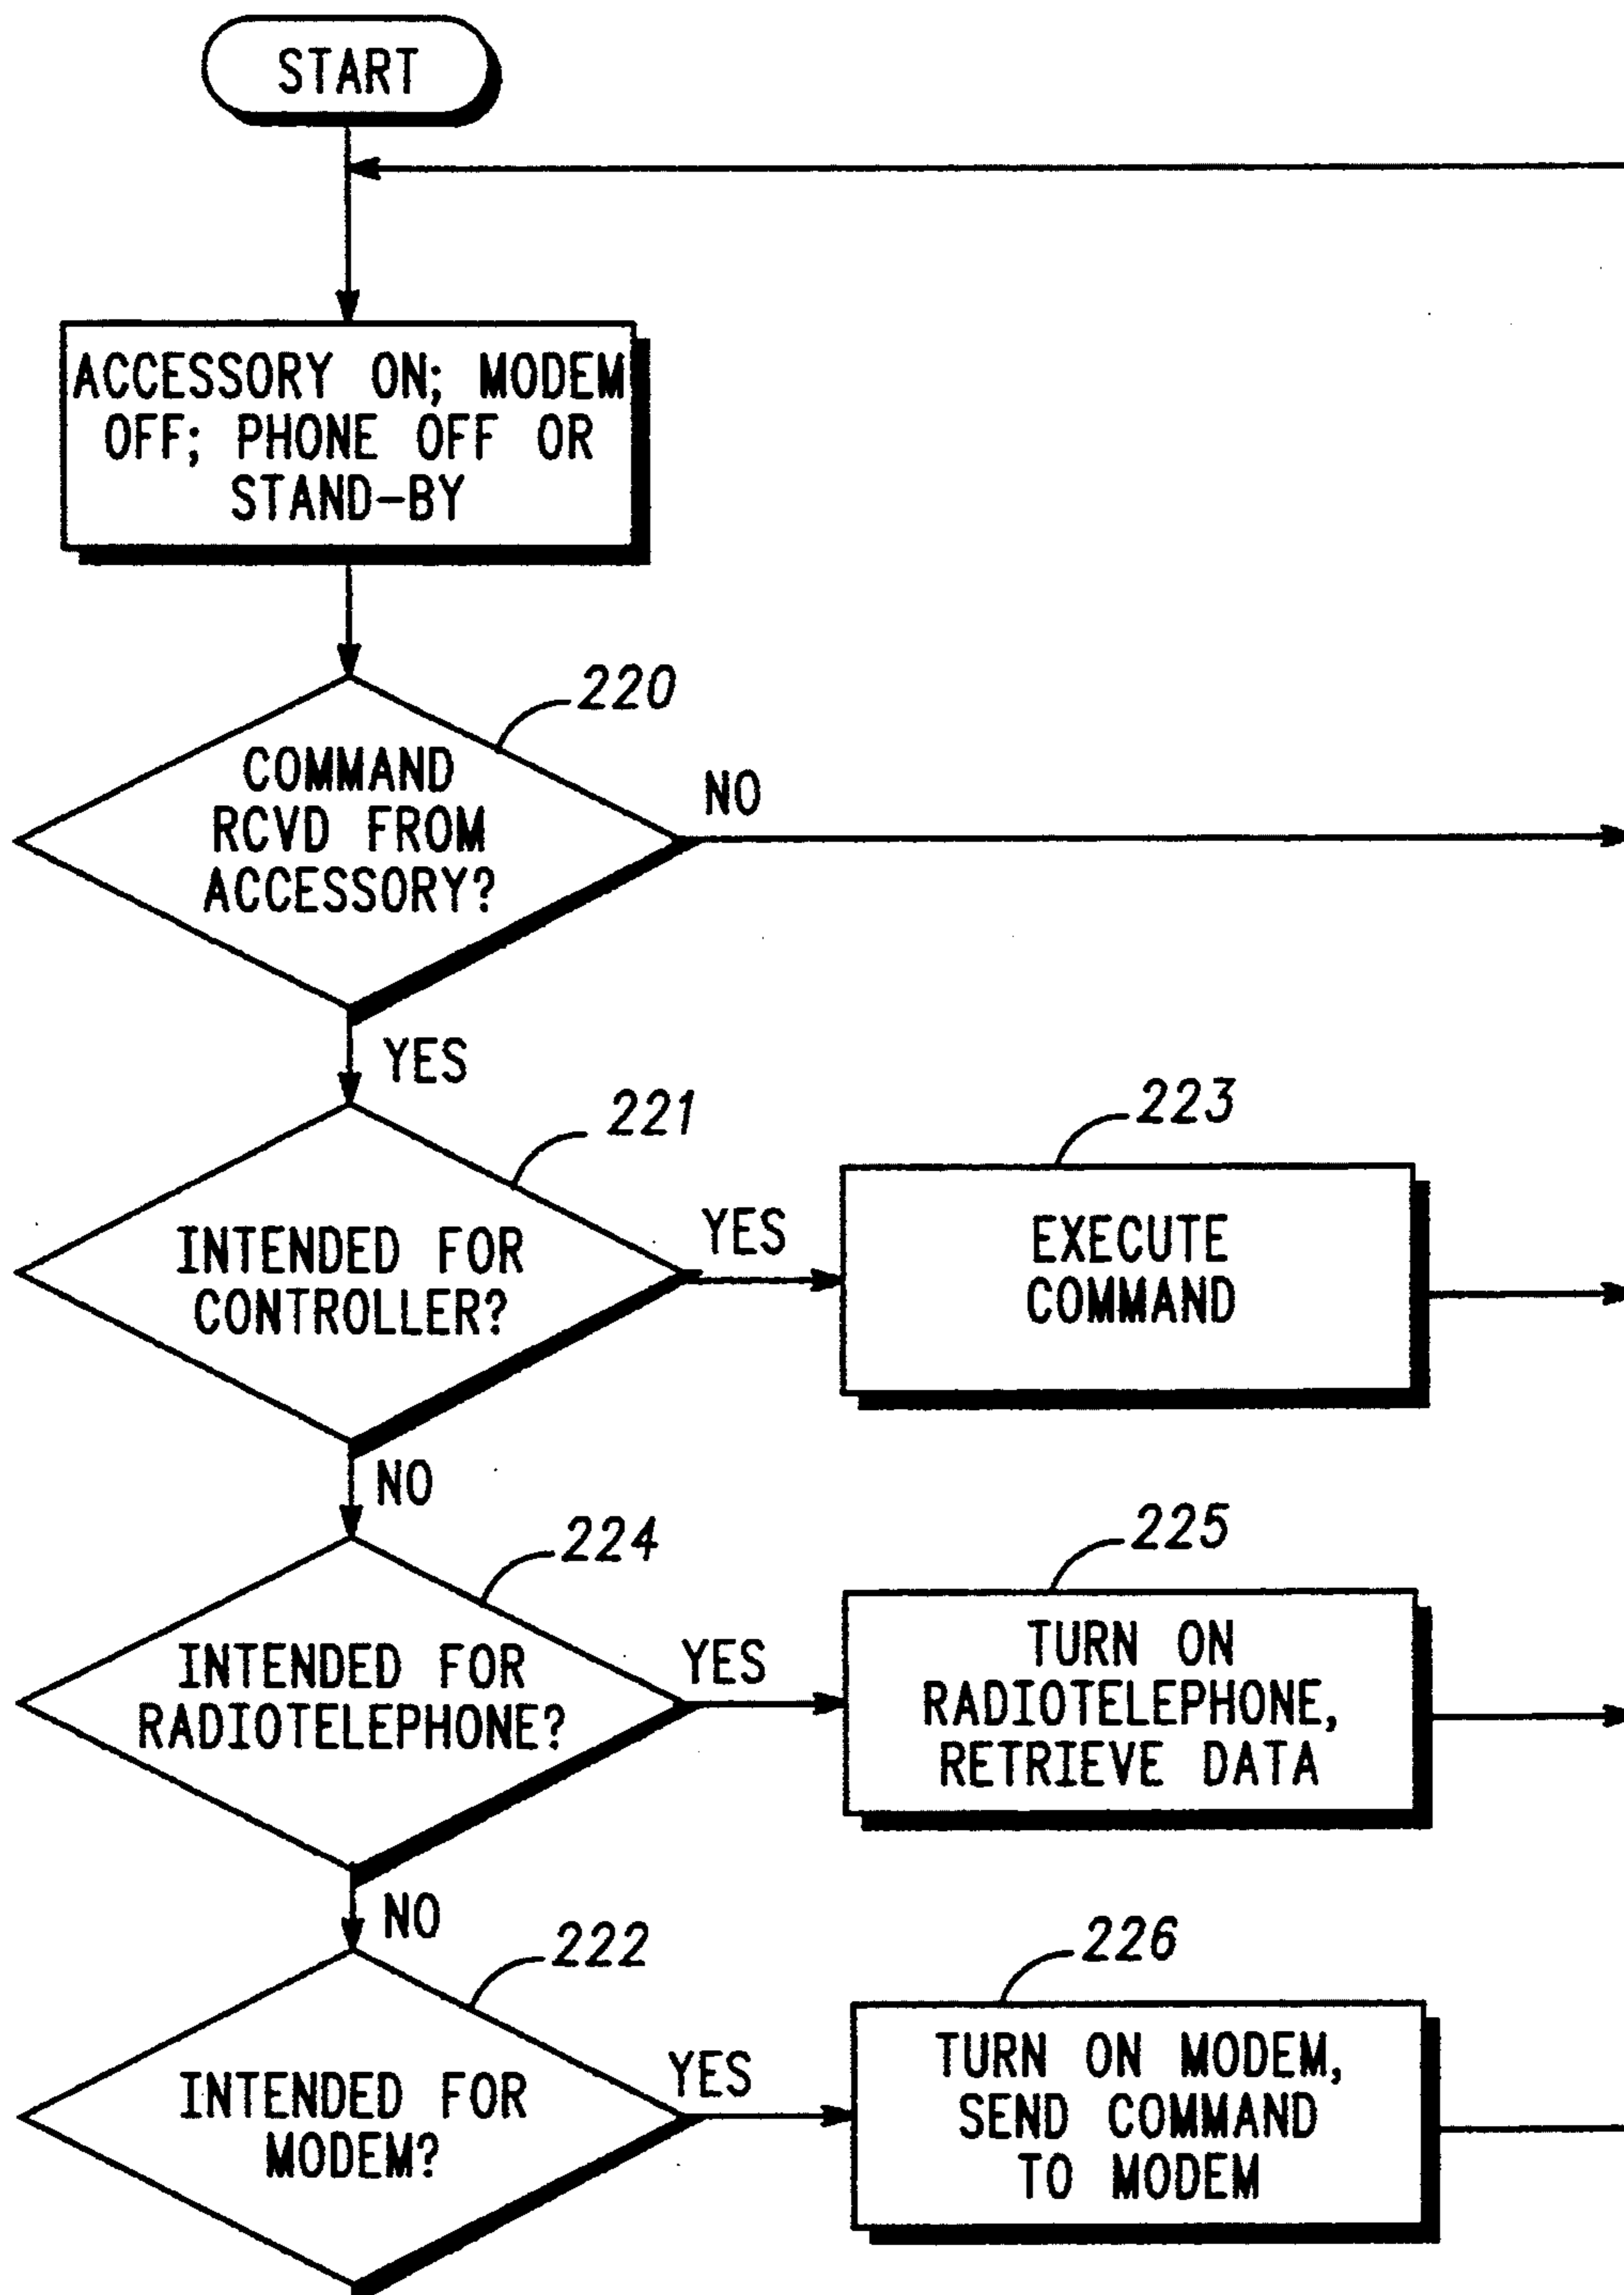 START
ACCESSORY ON; MODEM
OFF; PHONE OFF OR
STAND-BY
220
COMMAND
RCVD FROM
ACCESSORY?
NO
YES
221
INTENDED FOR
CONTROLLER?
YES
223
EXECUTE
COMMAND
NO
224
INTENDED FOR
RADIOTELEPHONE?
YES
225
TURN ON
RADIOTELEPHONE,
RETRIEVE DATA
NO
222
INTENDED FOR
MODEM?
YES
226
TURN ON MODEM,
SEND COMMAND
TO MODEM